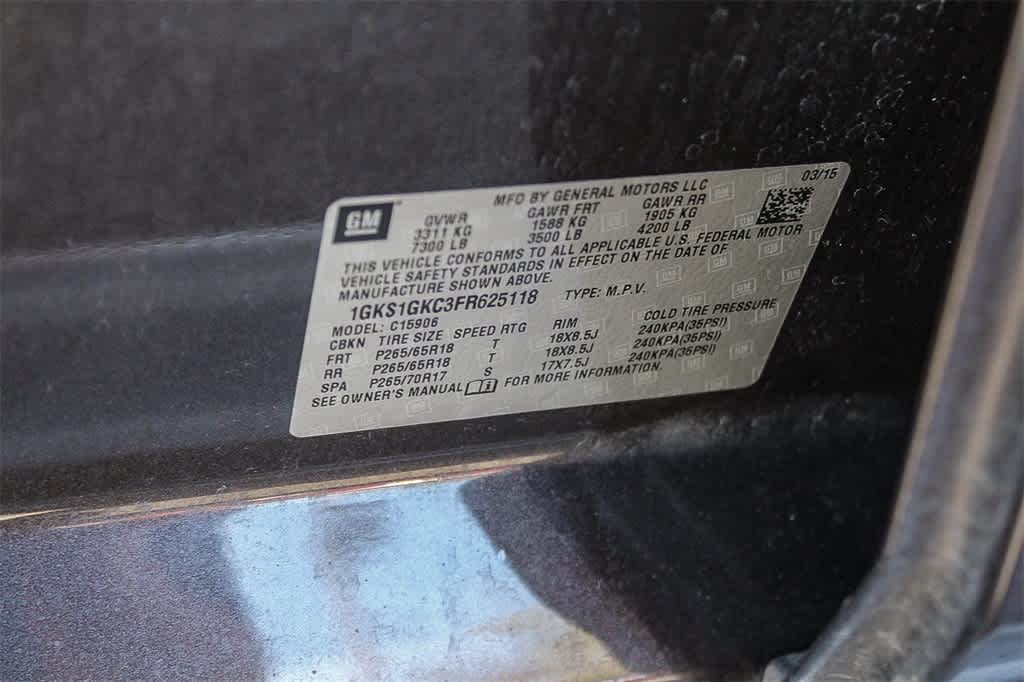 GM
MFD BY GENERAL MOTORS LLC 03/15
GVWR GAWR FRT GAWR RR
3311 KG 1588 KG 1905 KG
7300 LB 3500 LB 4200 LB
THIS VEHICLE CONFORMS TO ALL APPLICABLE U.S. FEDERAL MOTOR
VEHICLE SAFETY STANDARDS IN EFFECT ON THE DATE OF
MANUFACTURE SHOWN ABOVE.
1GKS1GKC3FR625118 TYPE: M.P.V.
MODEL: C15906
CBKN TIRE SIZE SPEED RTG RIM COLD TIRE PRESSURE
FRT P265/65R18 T 18X8.5J 240KPA(35PSI)
RR P265/65R18 T 18X8.5J 240KPA(35PSI)
SPA P265/70R17 S 17X7.5J 240KPA(35PSI)
SEE OWNER'S MANUAL FOR MORE INFORMATION.